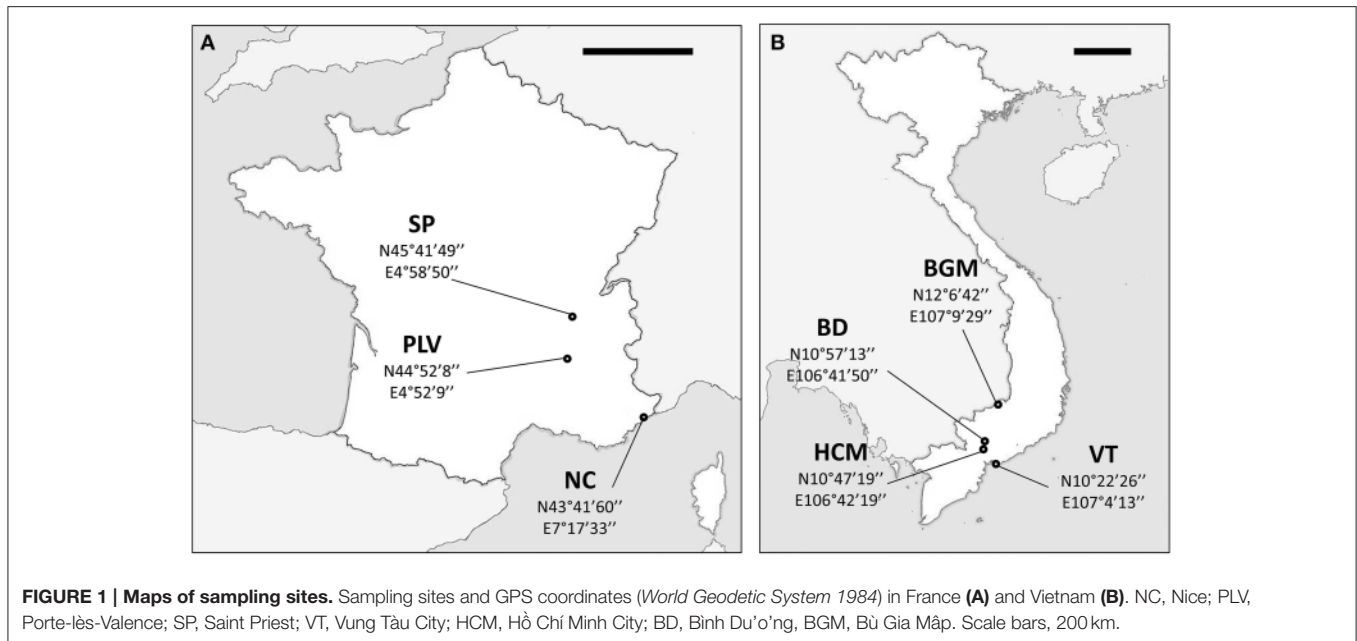 A
SP
N45°41'49''
E4°58'50''
PLV
N44°52'8''
E4°52'9''
NC
N43°41'60''
E7°17'33''
B
BGM
N12°6'42''
E107°9'29''
BD
N10°57'13''
E106°41'50''
HCM
N10°47'19''
E106°42'19''
VT
N10°22'26''
E107°4'13''
FIGURE 1 | Maps of sampling sites. Sampling sites and GPS coordinates (World Geodetic System 1984) in France (A) and Vietnam (B). NC, Nice; PLV,
Porte-lès-Valence; SP, Saint Priest; VT, Vung Tàu City; HCM, Hồ Chí Minh City; BD, Bình Du'o'ng, BGM, Bù Gia Mâp. Scale bars, 200 km.